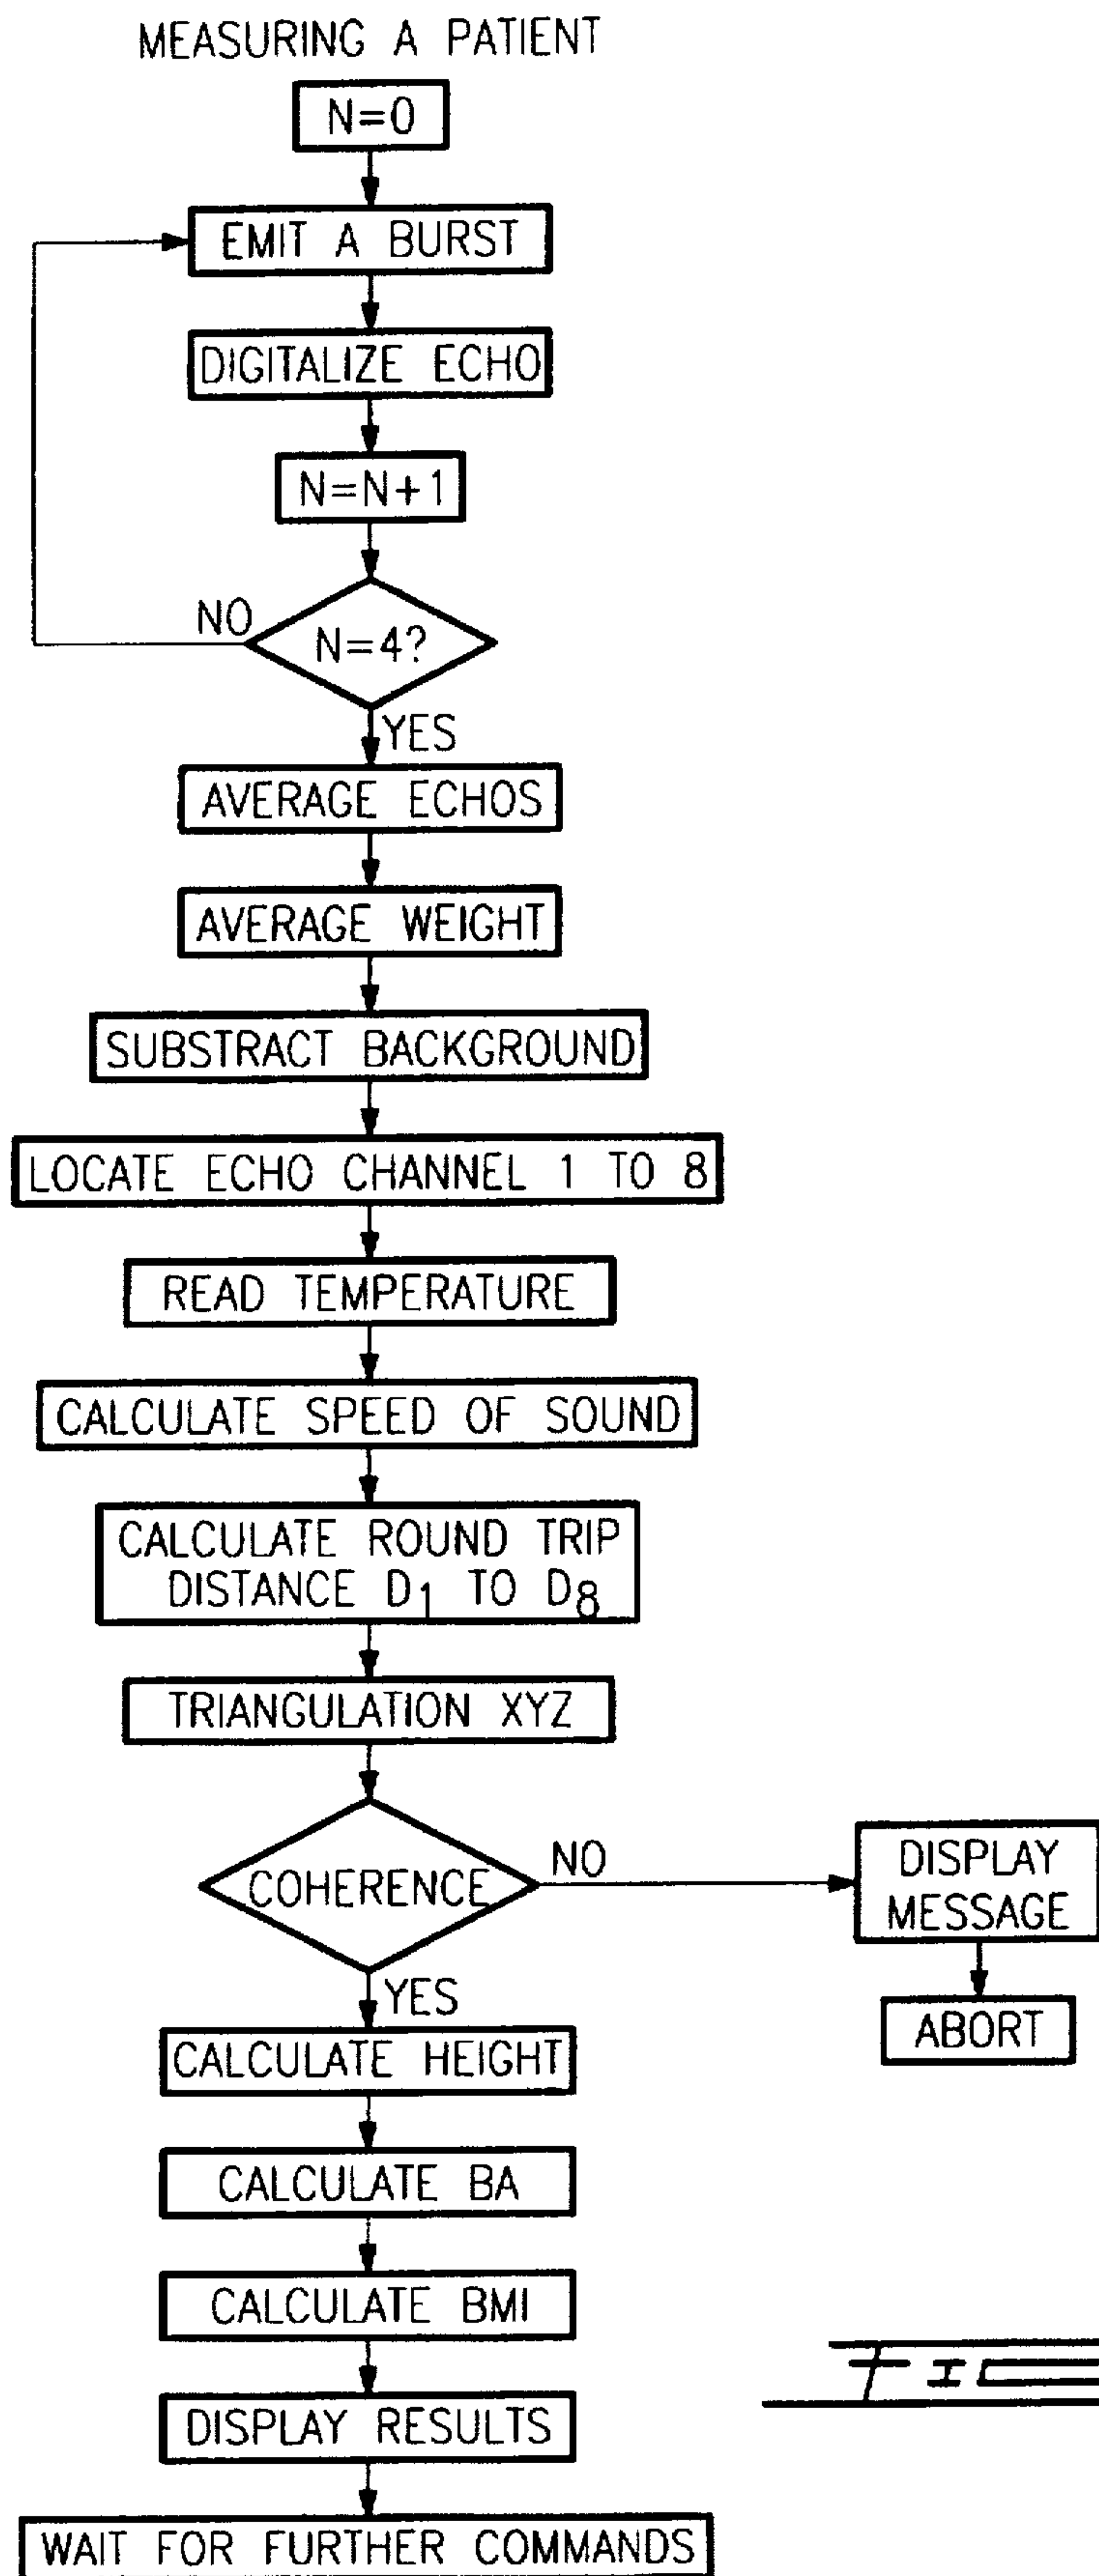 MEASURING A PATIENT
N=0
EMIT A BURST
DIGITALIZE ECHO
N=N+1
NO
N=4?
YES
AVERAGE ECHOS
AVERAGE WEIGHT
SUBSTRACT BACKGROUND
LOCATE ECHO CHANNEL 1 TO 8
READ TEMPERATURE
CALCULATE SPEED OF SOUND
CALCULATE ROUND TRIP
DISTANCE D1 TO D8
TRIANGULATION XYZ
COHERENCE
NO
DISPLAY
MESSAGE
YES
ABORT
CALCULATE HEIGHT
CALCULATE BA
CALCULATE BMI
DISPLAY RESULTS
WAIT FOR FURTHER COMMANDS